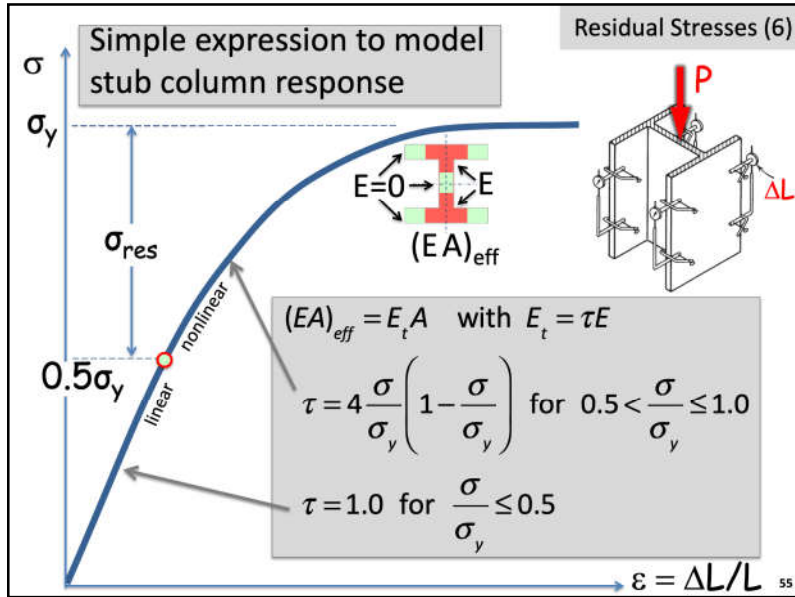 Simple expression to model
stub column response
Residual Stresses (6)
σ
σy
σres
0.5σy
linear
nonlinear
E=0
E
(EA)eff
P
ΔL
(EA)eff = EtA with Et = τE
τ = 4 σ/σy (1 − σ/σy) for 0.5 < σ/σy ≤ 1.0
τ = 1.0 for σ/σy ≤ 0.5
ε = ΔL/L
55